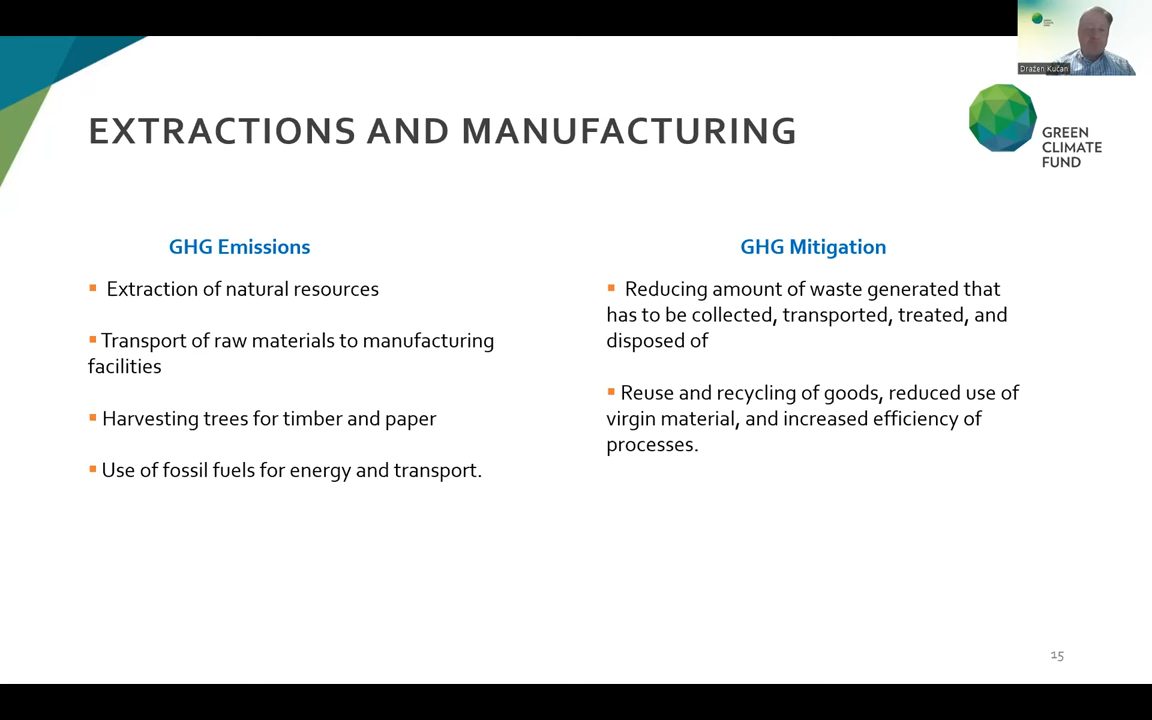 Dražen Kučan
EXTRACTIONS AND MANUFACTURING
GREEN
CLIMATE
FUND
GHG Emissions
▪ Extraction of natural resources
▪ Transport of raw materials to manufacturing
facilities
▪ Harvesting trees for timber and paper
▪ Use of fossil fuels for energy and transport.
GHG Mitigation
▪ Reducing amount of waste generated that
has to be collected, transported, treated, and
disposed of
▪ Reuse and recycling of goods, reduced use of
virgin material, and increased efficiency of
processes.
15